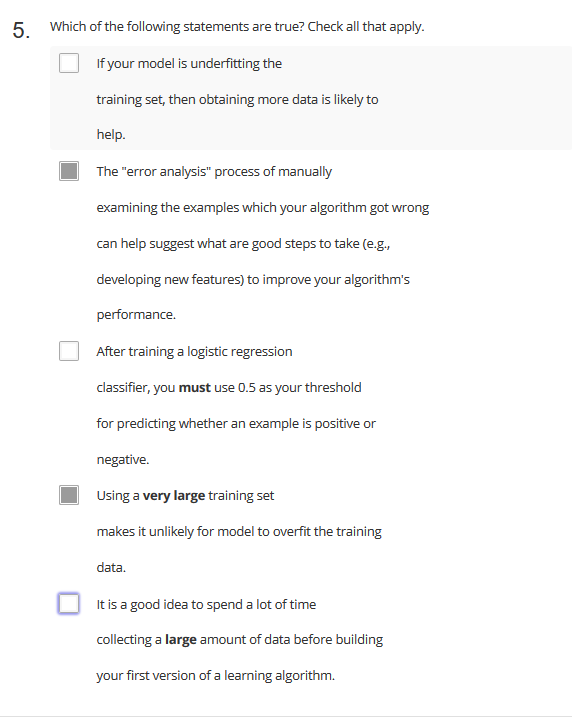 5. Which of the following statements are true? Check all that apply.
If your model is underfitting the
training set, then obtaining more data is likely to
help.
The "error analysis" process of manually
examining the examples which your algorithm got wrong
can help suggest what are good steps to take (e.g.,
developing new features) to improve your algorithm's
performance.
After training a logistic regression
classifier, you must use 0.5 as your threshold
for predicting whether an example is positive or
negative.
Using a very large training set
makes it unlikely for model to overfit the training
data.
It is a good idea to spend a lot of time
collecting a large amount of data before building
your first version of a learning algorithm.